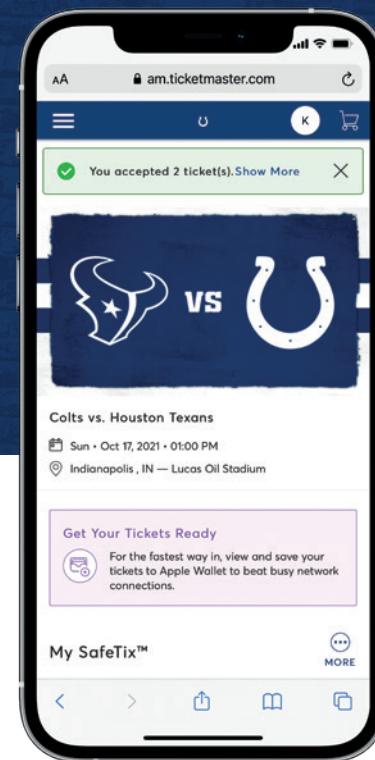 AA am.ticketmaster.com
K
You accepted 2 ticket(s). Show More
VS
Colts vs. Houston Texans
Sun • Oct 17, 2021 • 01:00 PM
Indianapolis , IN — Lucas Oil Stadium
Get Your Tickets Ready
For the fastest way in, view and save your
tickets to Apple Wallet to beat busy network
connections.
My SafeTix™
MORE